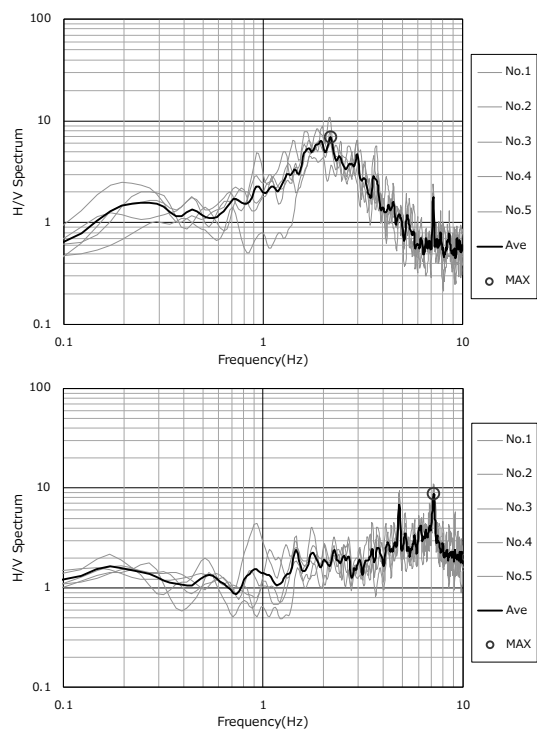 100
10
1
0.1
H/V Spectrum
0.1
1
10
Frequency(Hz)
No.1
No.2
No.3
No.4
No.5
Ave
MAX
100
10
1
0.1
H/V Spectrum
0.1
1
10
Frequency(Hz)
No.1
No.2
No.3
No.4
No.5
Ave
MAX